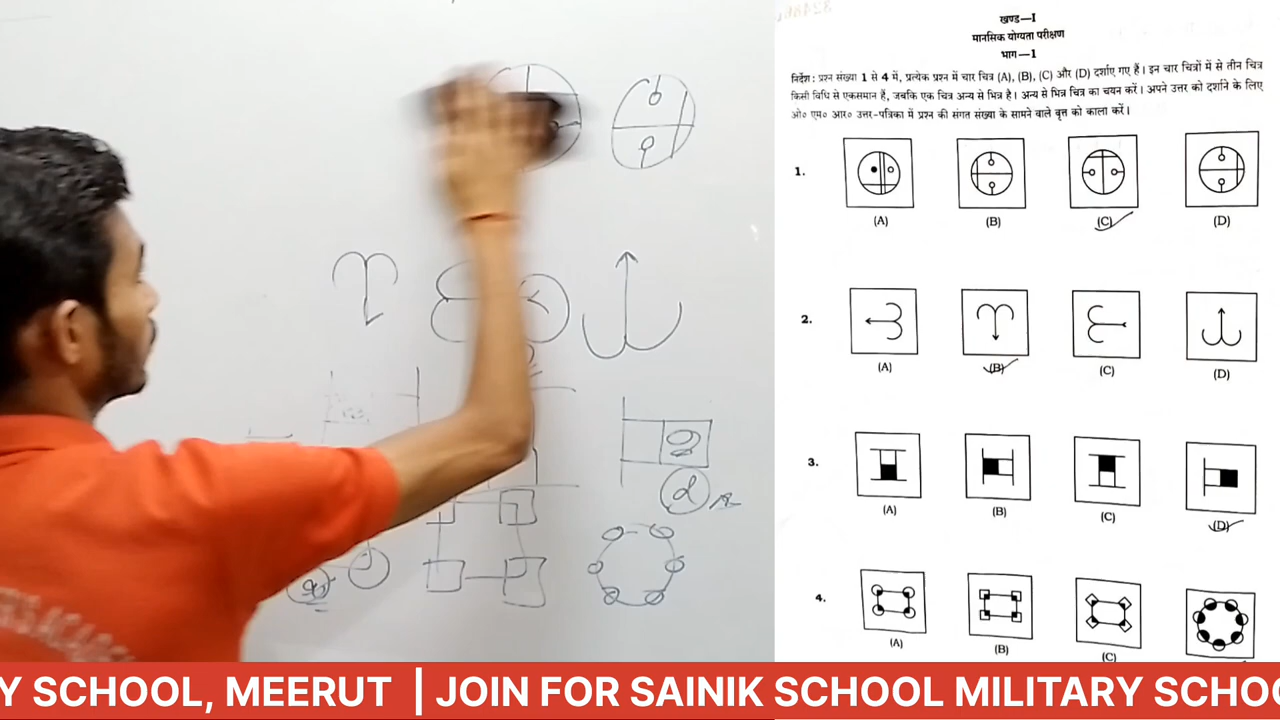 खण्ड—I
मानसिक योग्यता परीक्षण
भाग—1
निर्देश : प्रश्न संख्या 1 से 4 में, प्रत्येक प्रश्न में चार चित्र (A), (B), (C) और (D) दर्शाए गए हैं। इन चार चित्रों में से तीन चित्र
किसी विधि से एकसमान हैं, जबकि एक चित्र अन्य से भिन्न है। अन्य से भिन्न चित्र का चयन करें। अपने उत्तर को दर्शाने के लिए
ओ० एम० आर० उत्तर-पत्रिका में प्रश्न की संगत संख्या के सामने वाले वृत्त को काला करें।
1.
(A) (B) (C) (D)
2.
(A) (B) (C) (D)
3.
(A) (B) (C) (D)
4.
(A) (B) (C)
d
Y SCHOOL, MEERUT | JOIN FOR SAINIK SCHOOL MILITARY SCHO